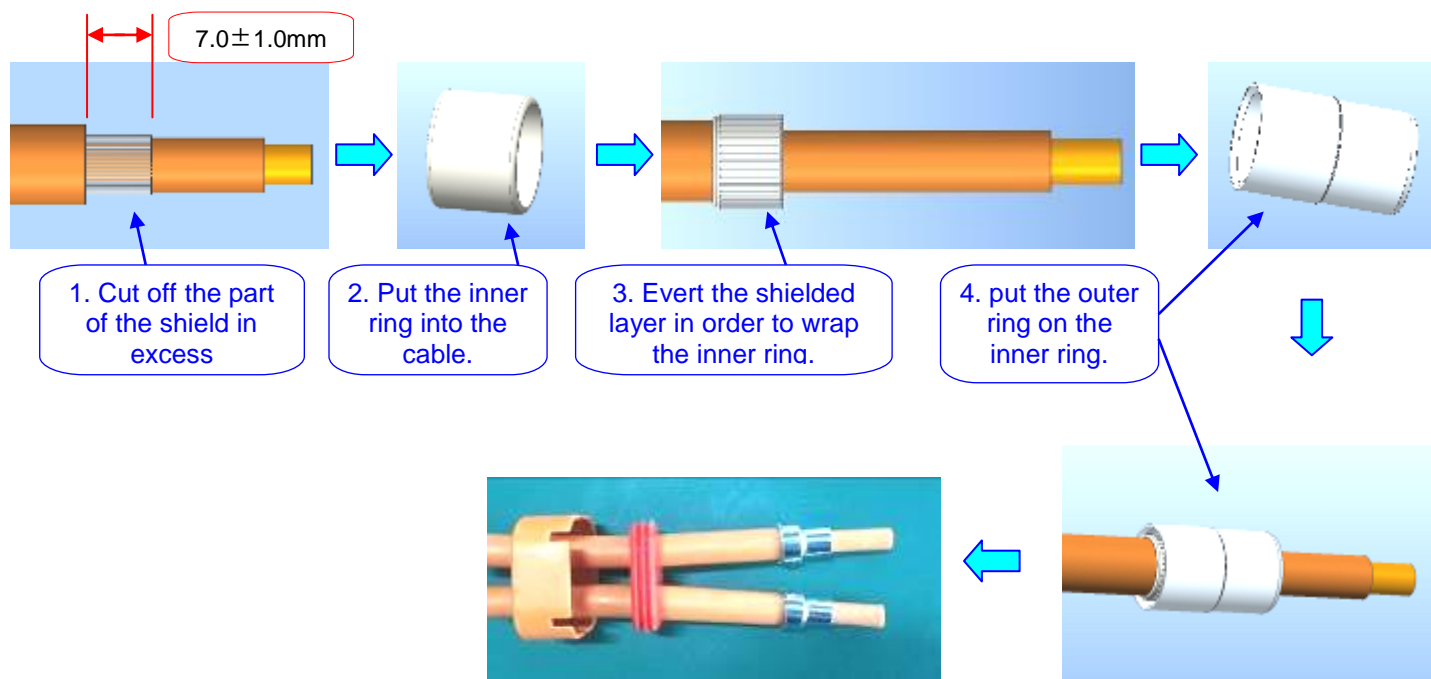 7.0±1.0mm
1. Cut off the part
of the shield in
excess
2. Put the inner
ring into the
cable.
3. Evert the shielded
layer in order to wrap
the inner ring.
4. put the outer
ring on the
inner ring.